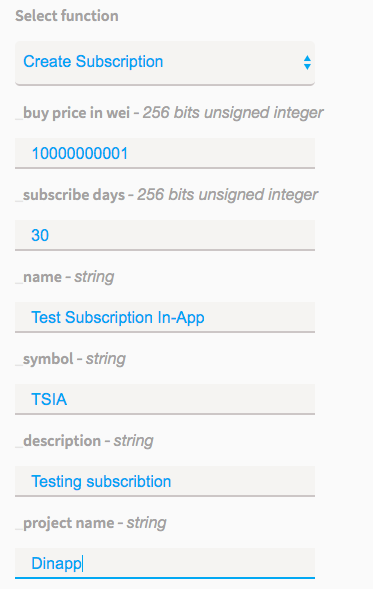 Select function
Create Subscription
_buy price in wei - 256 bits unsigned integer
10000000001
_subscribe days - 256 bits unsigned integer
30
_name - string
Test Subscription In-App
_symbol - string
TSIA
_description - string
Testing subscribtion
_project name - string
Dinapp